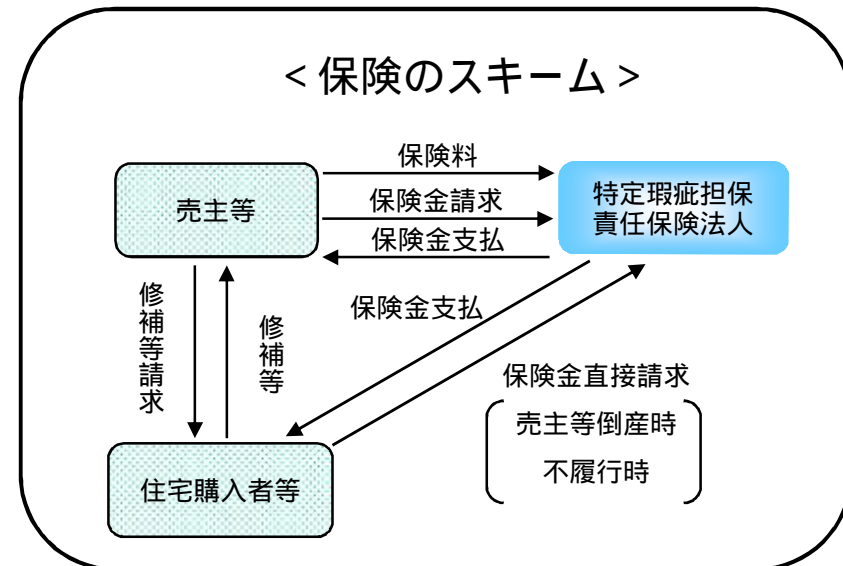 ＜保険のスキーム＞
保険料
売主等
保険金請求
特定瑕疵担保
責任保険法人
保険金支払
修補等請求
修補等
保険金支払
保険金直接請求
売主等倒産時
不履行時
住宅購入者等